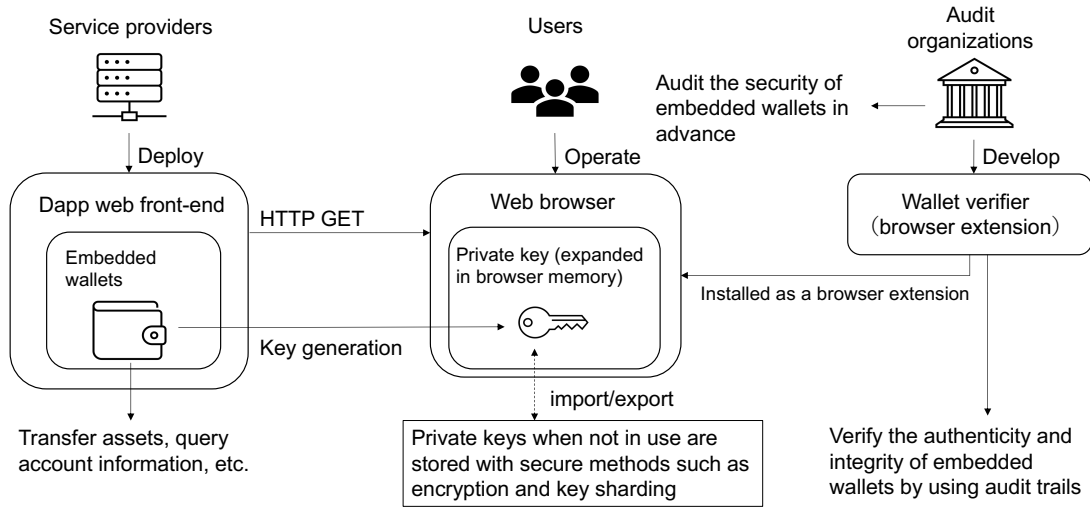 Service providers
Users
Audit
organizations
Audit the security of
embedded wallets in
advance
Deploy
Operate
Develop
Dapp web front-end
HTTP GET
Web browser
Wallet verifier
（browser extension）
Embedded
wallets
Private key (expanded
in browser memory)
Installed as a browser extension
Key generation
import/export
Transfer assets, query
account information, etc.
Private keys when not in use are
stored with secure methods such as
encryption and key sharding
Verify the authenticity and
integrity of embedded
wallets by using audit trails